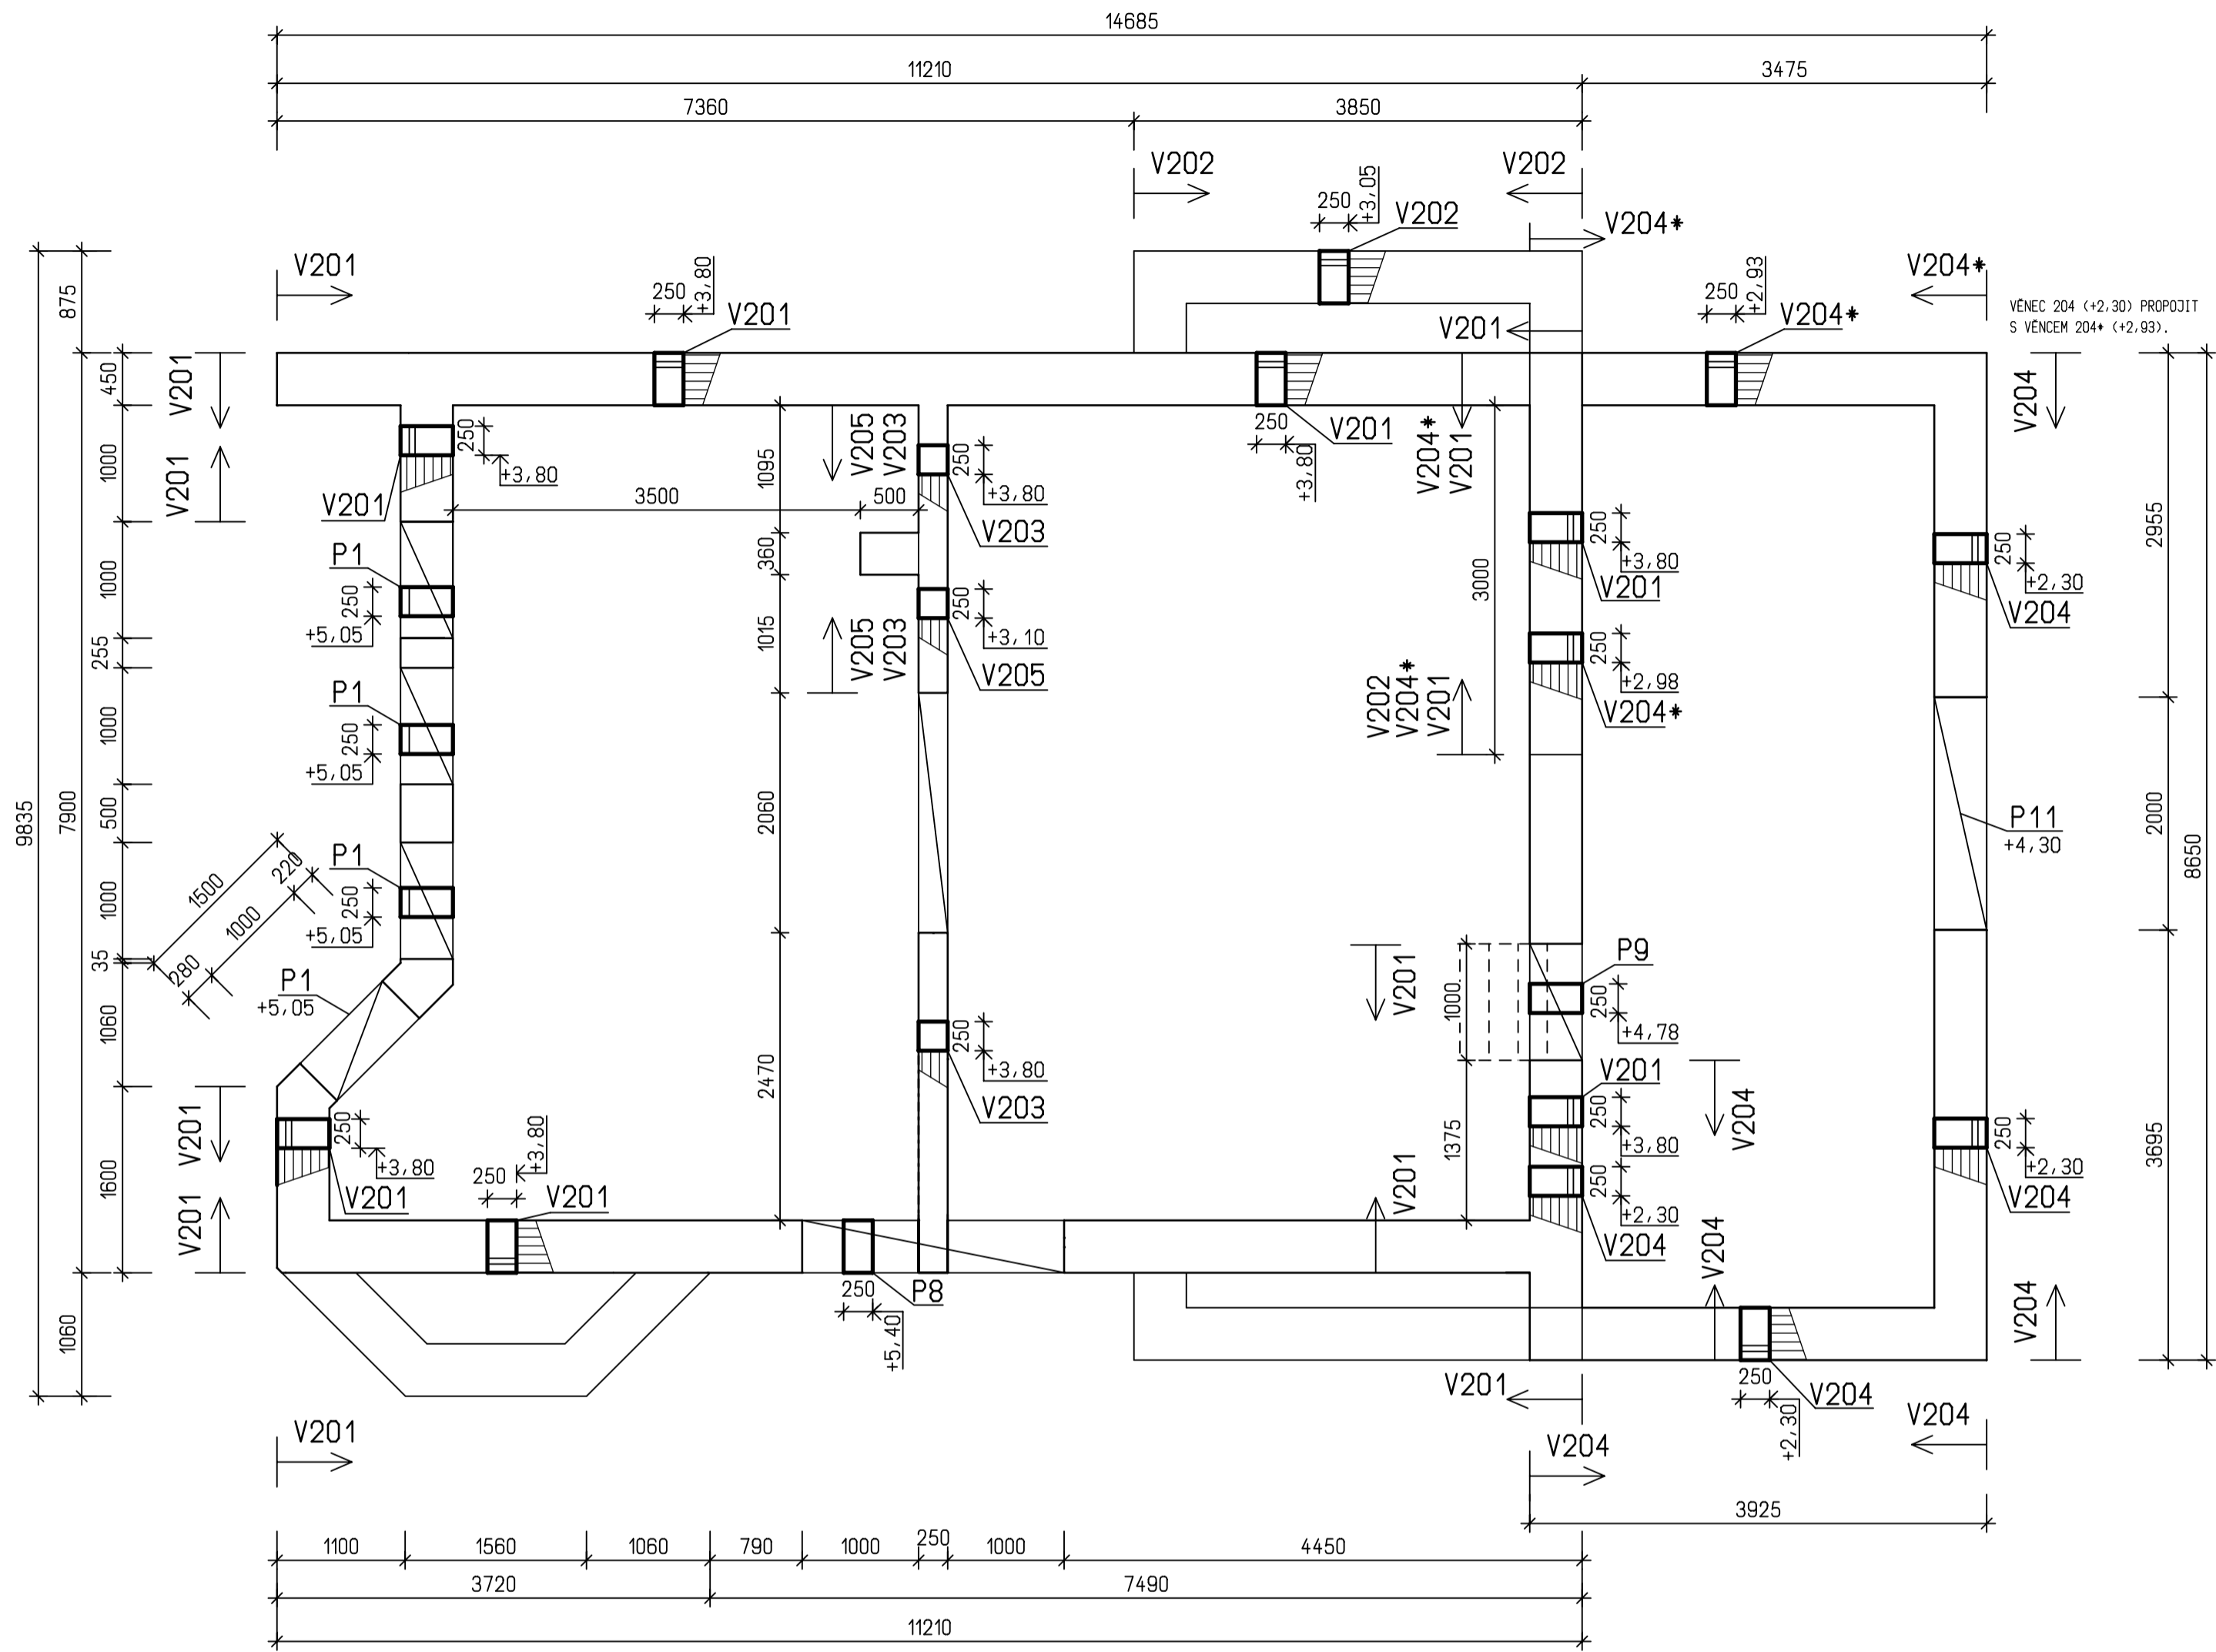 14685
11210
3475
7360
3850
V202
V202
250
+3,05
V202
V204*
V201
250
+3,80
V201
V201
250
+2,93
V204*
V204*
VĚNEC 204 (+2,30) PROPOJIT
S VĚNCEM 204* (+2,93).
875
450
1000
1000
255
1000
500
1000
35
1060
1600
7900
9835
1060
V201
V201
250
+3,80
V201
3500
500
1095
360
1015
2060
2470
V205
V203
250
+3,80
V203
250
+3,10
V205
V205
V203
250
+3,80
V201
V204*
V201
3000
250
+3,80
V201
250
+2,98
V204*
V202
V204*
V201
V204
250
+2,30
V204
2955
2000
3695
8650
P1
250
+5,05
P1
250
+5,05
P1
250
+5,05
1500
220
1000
280
P1
+5,05
P11
+4,30
P9
250
+4,78
V201
1000
1375
V201
250
+3,80
V204
250
+2,30
V204
V201
250
+3,80
V203
V201
V201
250
+3,80
V201
250
+3,80
V201
P8
250
+5,40
V204
250
+2,30
V204
V204
V201
250
+2,30
V204
V204
V201
V204
3925
1100
1560
1060
790
1000
250
1000
4450
3720
7490
11210